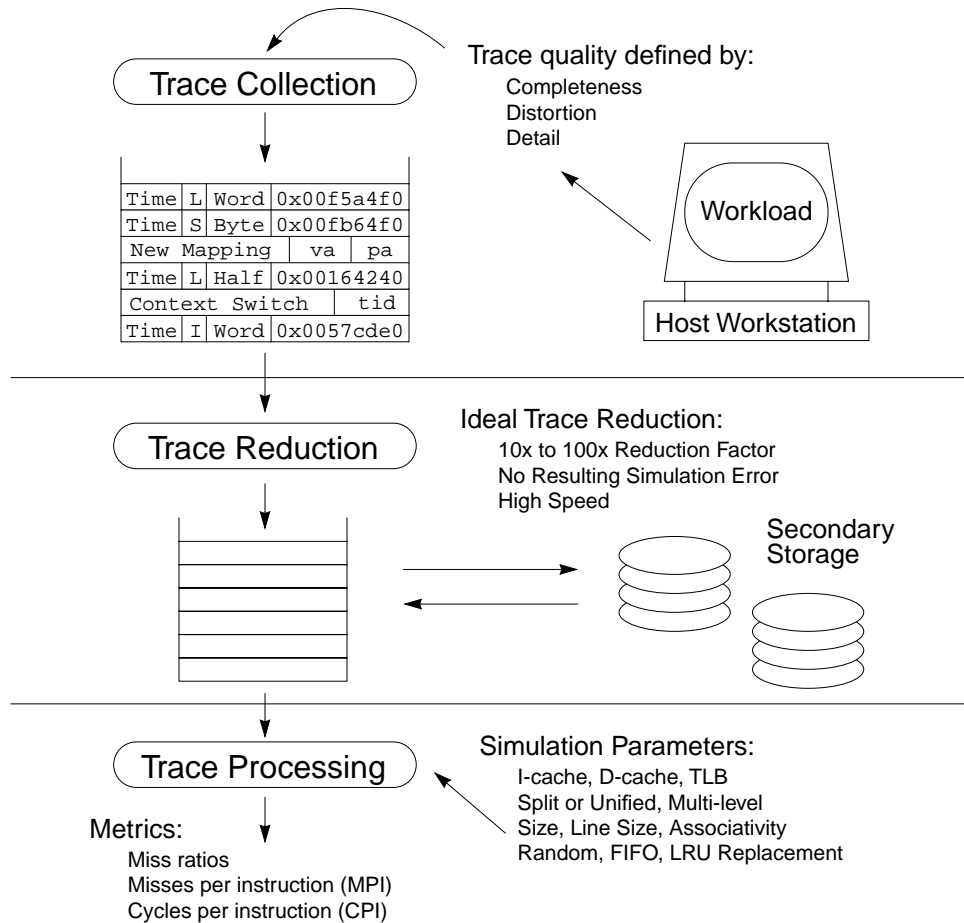 Trace Collection
Trace quality defined by:
Completeness
Distortion
Detail
Time L Word 0x00f5a4f0
Time S Byte 0x00fb64f0
New Mapping va pa
Time L Half 0x00164240
Context Switch tid
Time I Word 0x0057cde0
Workload
Host Workstation
Trace Reduction
Ideal Trace Reduction:
10x to 100x Reduction Factor
No Resulting Simulation Error
High Speed
Secondary
Storage
Trace Processing
Simulation Parameters:
I-cache, D-cache, TLB
Split or Unified, Multi-level
Size, Line Size, Associativity
Random, FIFO, LRU Replacement
Metrics:
Miss ratios
Misses per instruction (MPI)
Cycles per instruction (CPI)